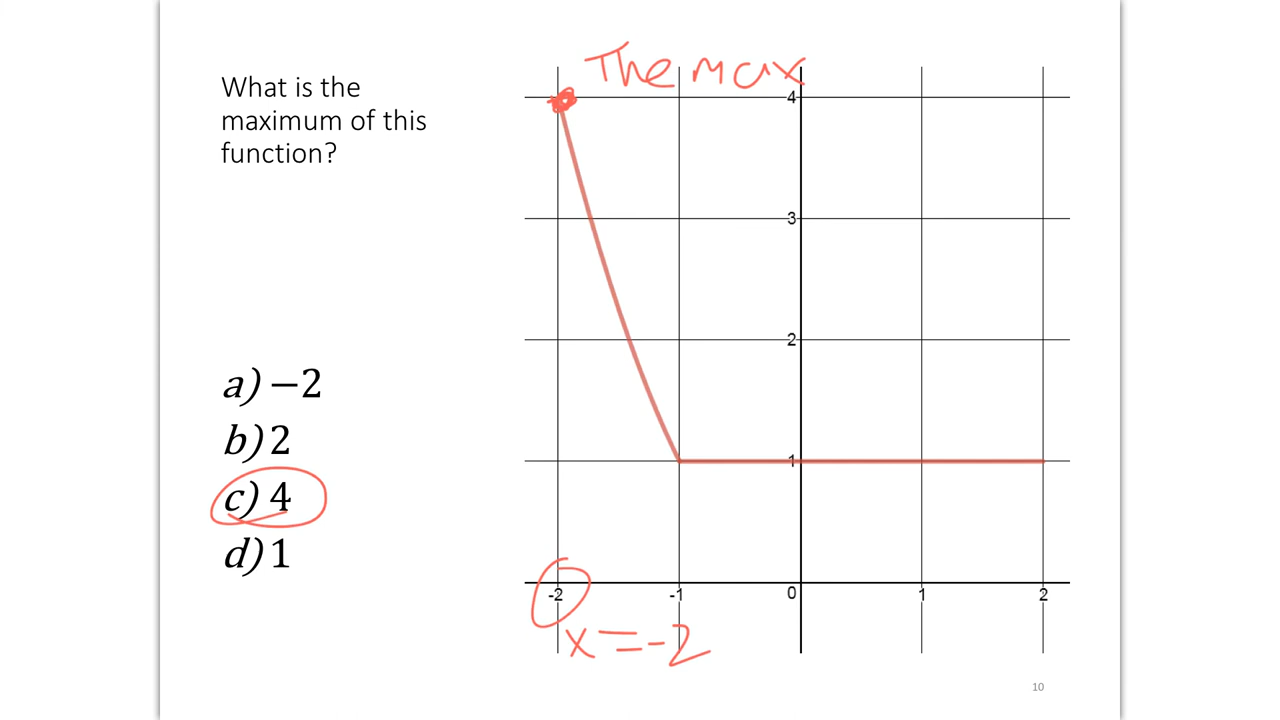 The max
What is the
maximum of this
function?
4
3
2
1
a) −2
b) 2
c) 4
d) 1
-2 -1 0 1 2
x = -2
10